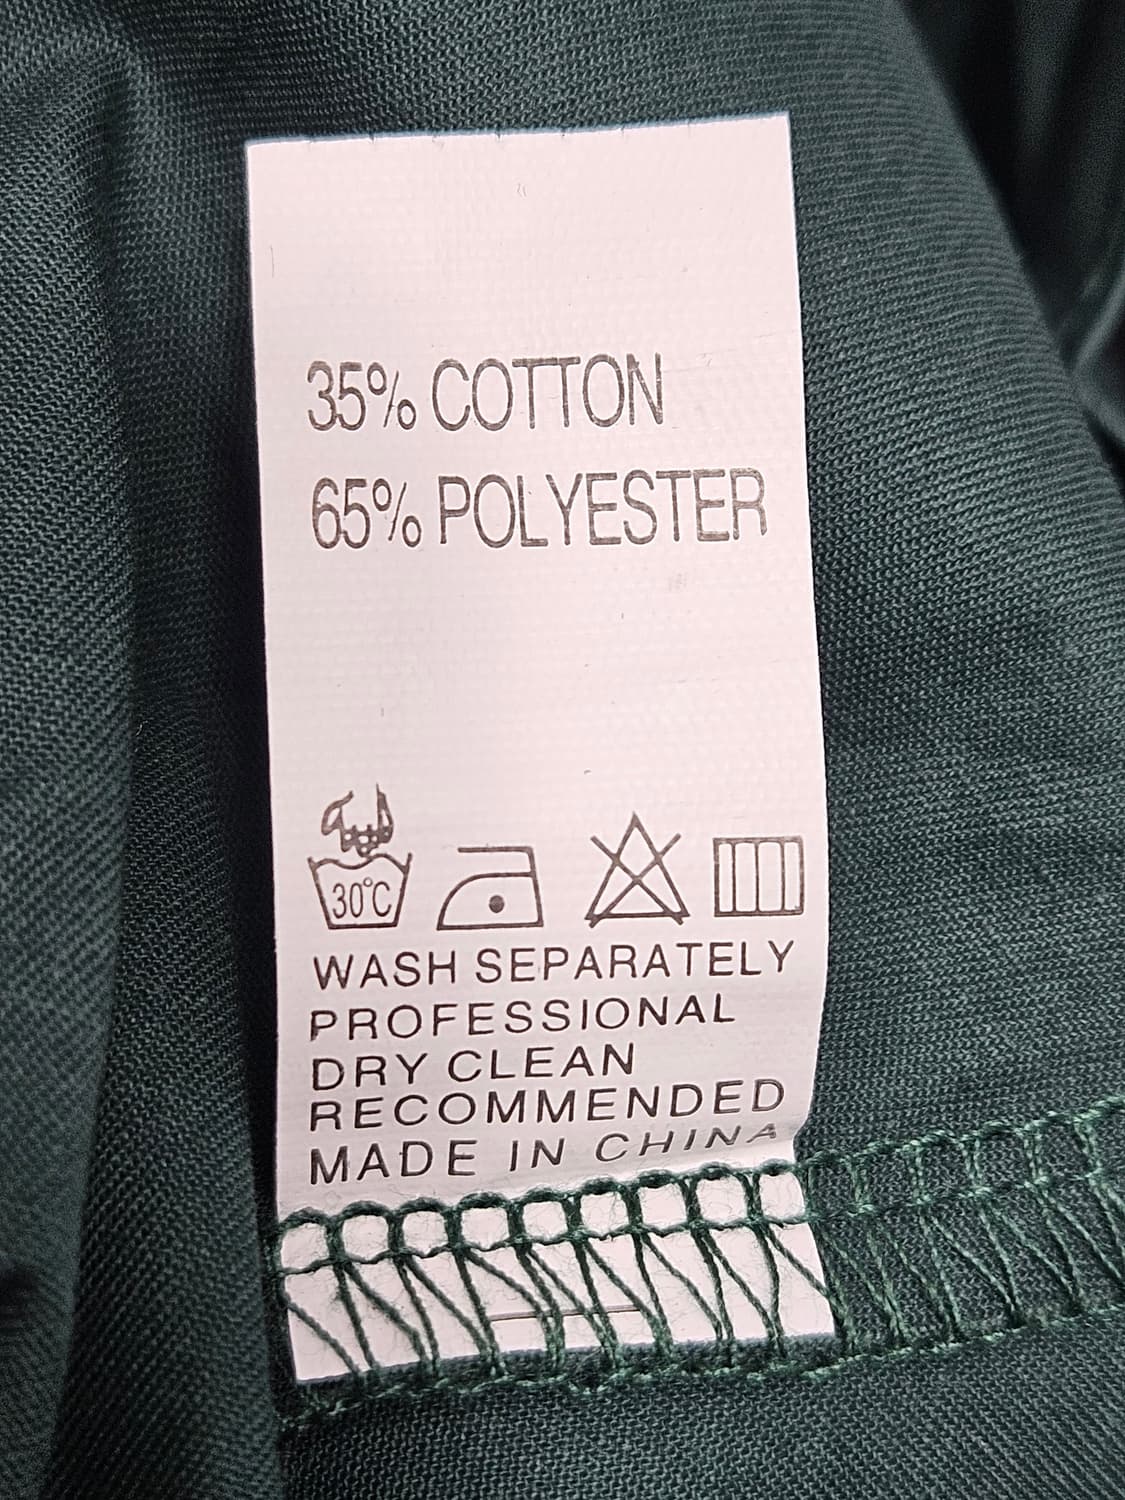 35% COTTON
65% POLYESTER
30°C
WASH SEPARATELY
PROFESSIONAL
DRY CLEAN
RECOMMENDED
MADE IN CHINA